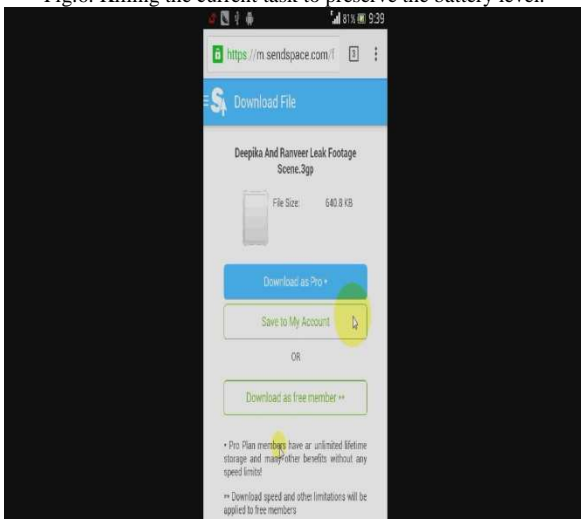 Fig.6. Killing the current task to preserve the battery level.
81% 9:39
https://m.sendspace.com/f
3
Download File
Deepika And Ranveer Leak Footage
Scene.3gp
File Size: 640.8 KB
Download as Pro •
Save to My Account
OR
Download as free member ••
• Pro Plan members have an unlimited lifetime
storage and many other benefits without any
speed limits!
•• Download speed and other limitations will be
applied to free members